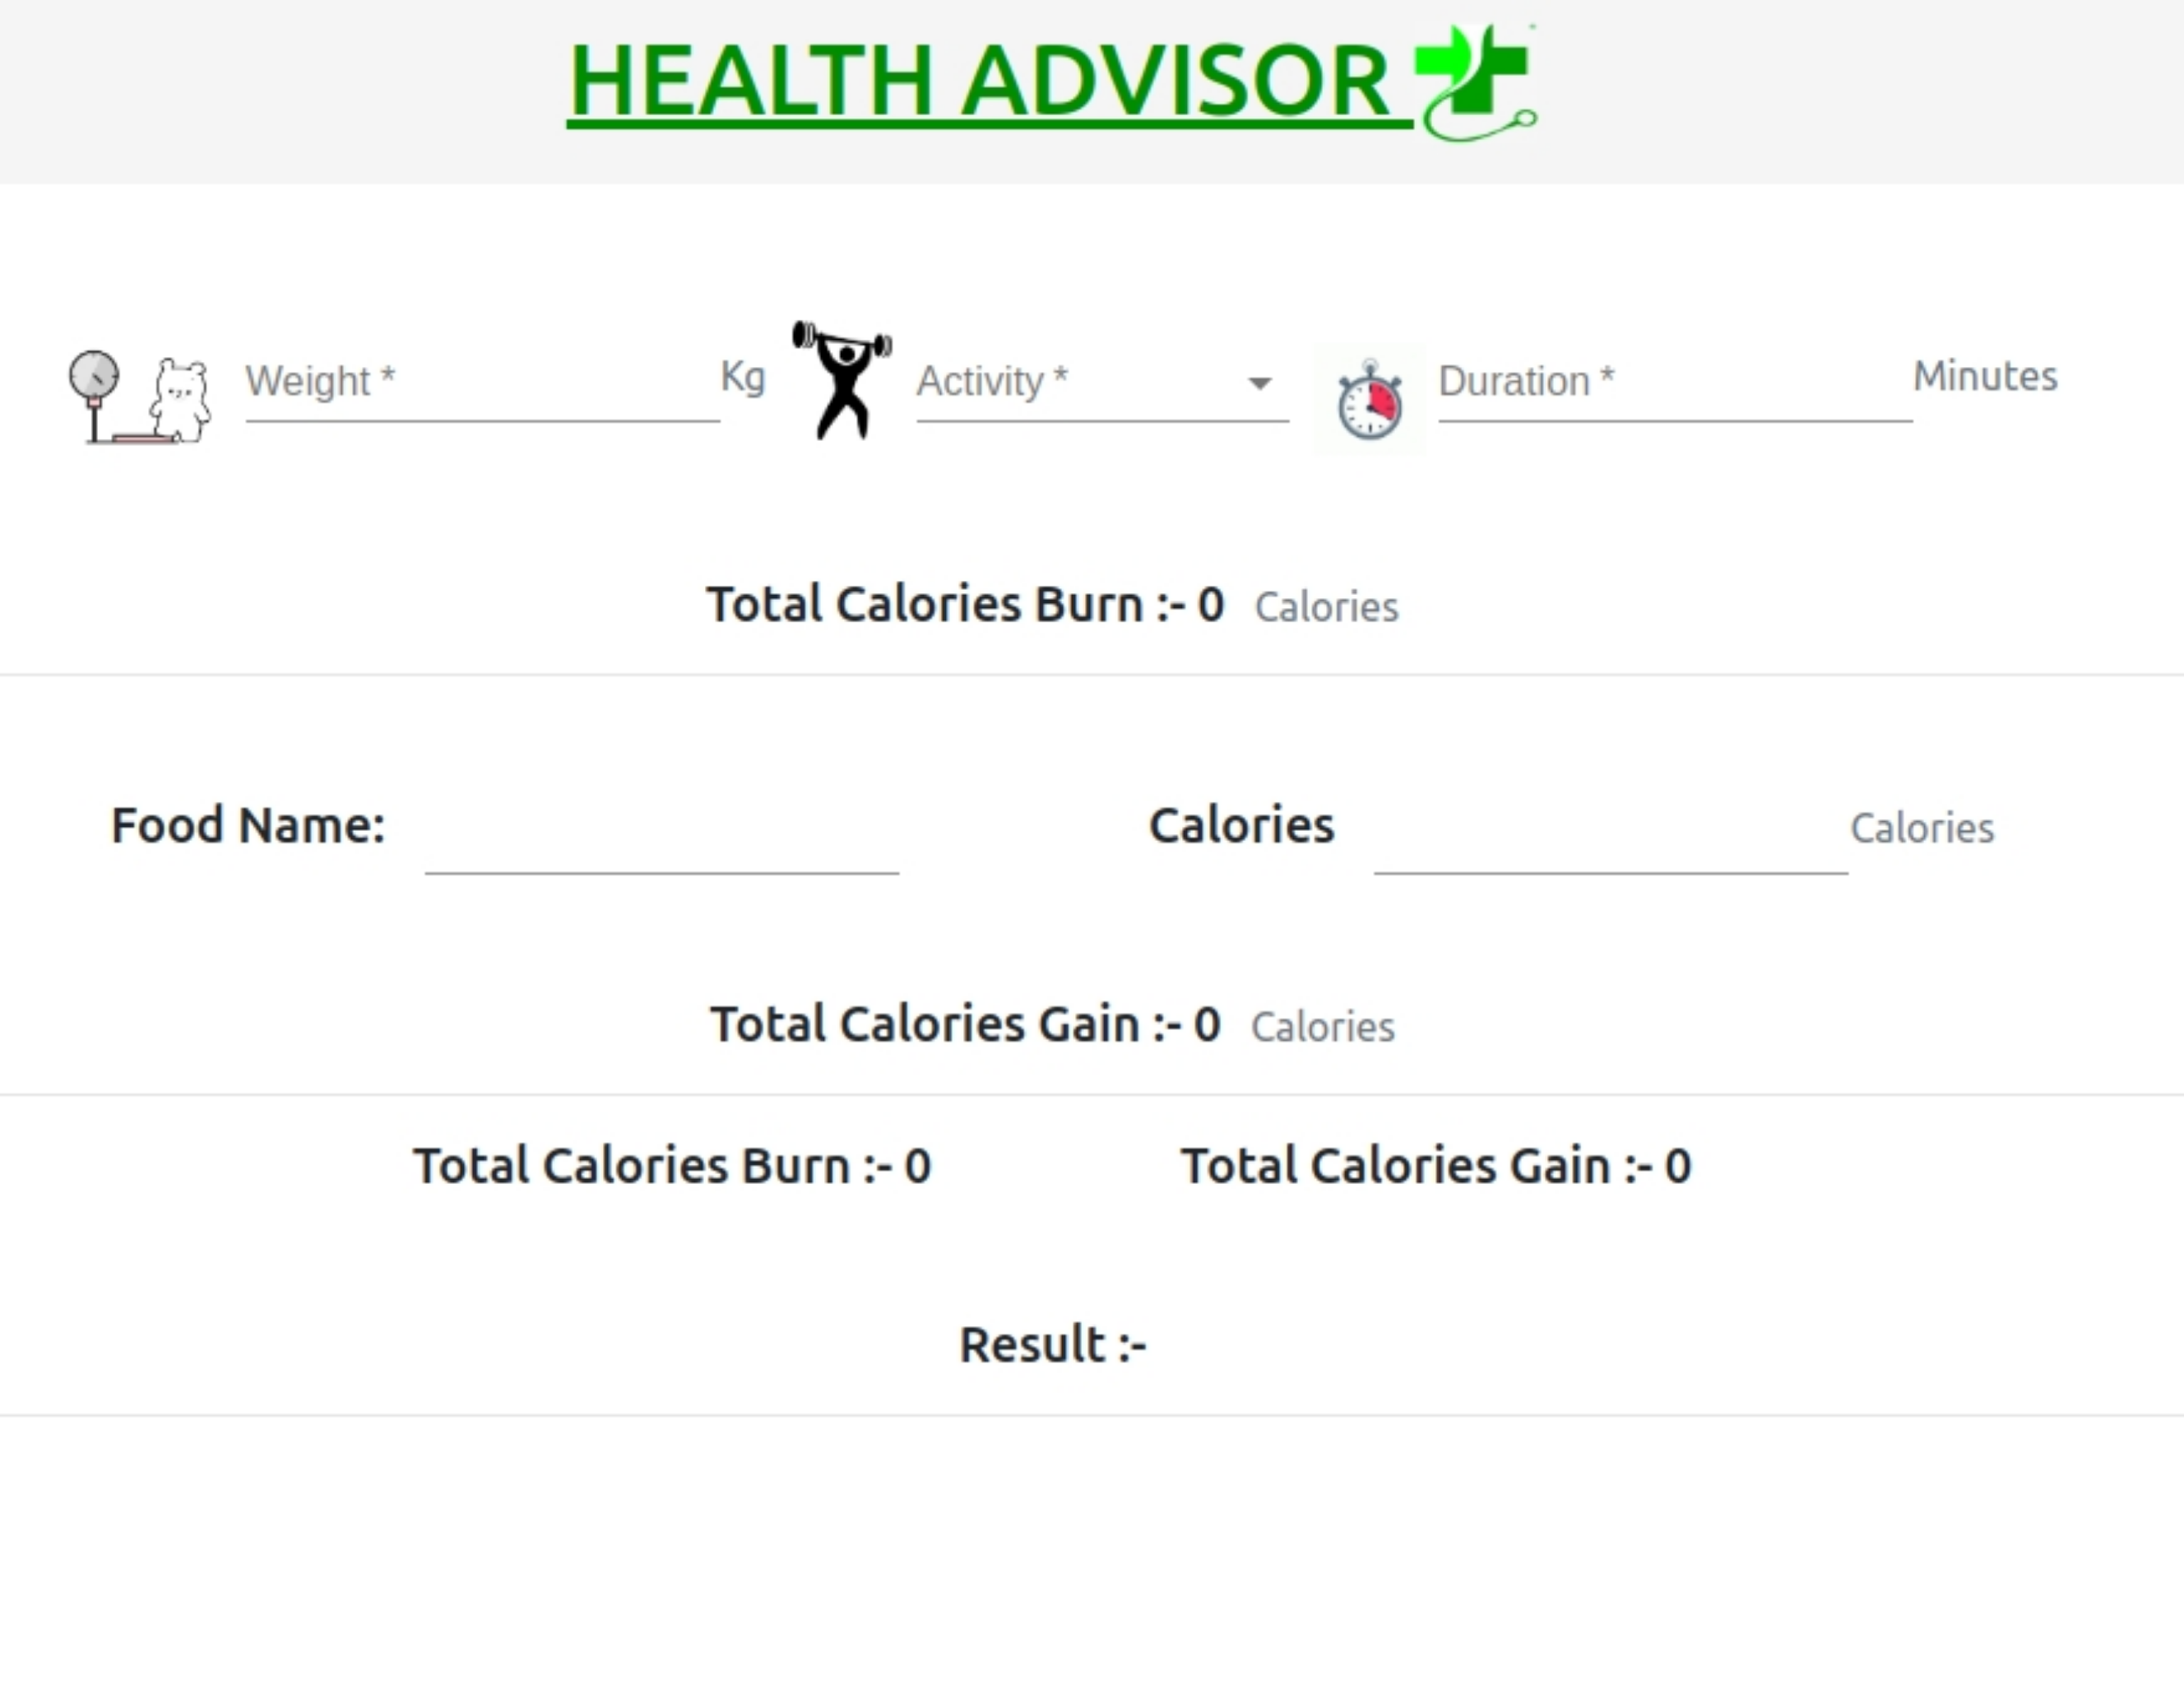 HEALTH ADVISOR
Weight * Kg Activity * Duration * Minutes
Total Calories Burn :- 0 Calories
Food Name: Calories Calories
Total Calories Gain :- 0 Calories
Total Calories Burn :- 0 Total Calories Gain :- 0
Result :-